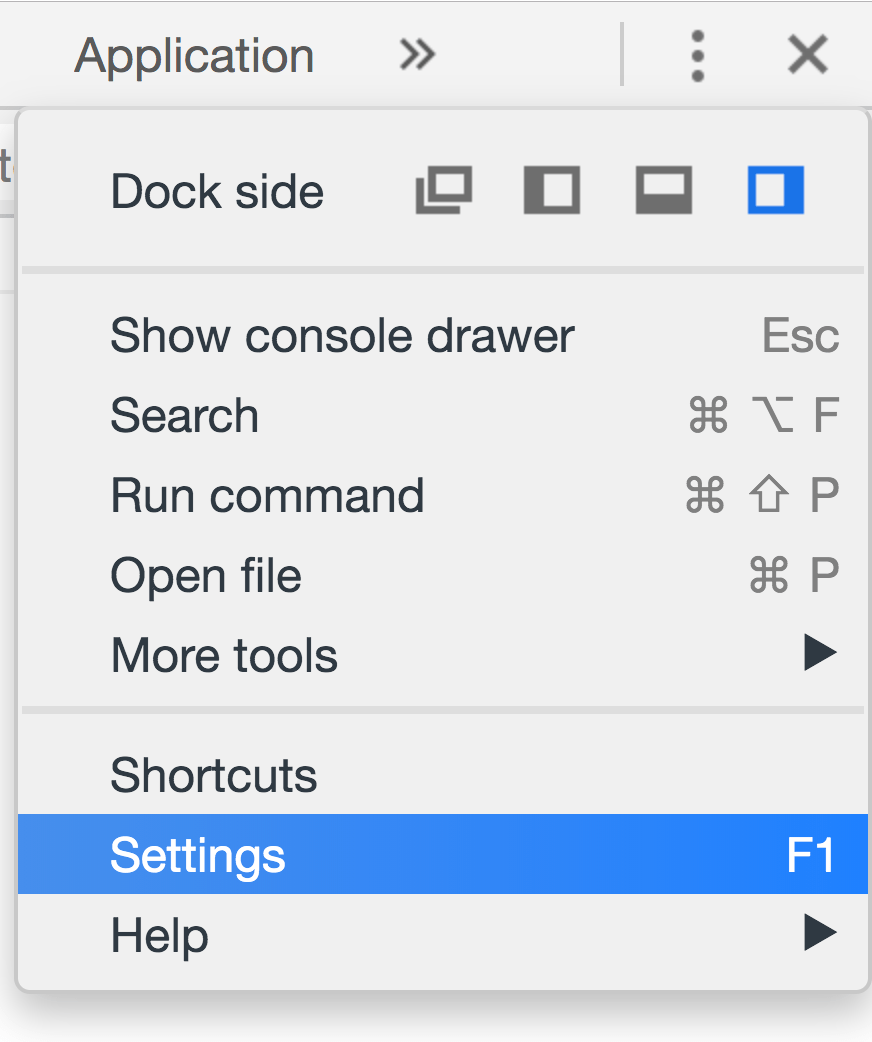 Application
Dock side
Show console drawer Esc
Search ⌘ ⌥ F
Run command ⌘ ⇧ P
Open file ⌘ P
More tools ▶
Shortcuts
Settings F1
Help ▶